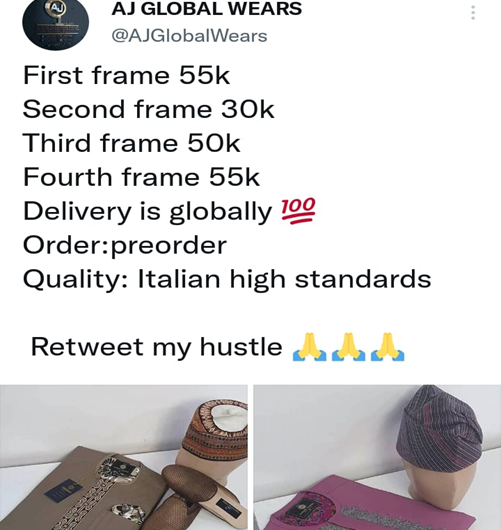 AJ GLOBAL WEARS
@AJGlobalWears
First frame 55k
Second frame 30k
Third frame 50k
Fourth frame 55k
Delivery is globally 💯
Order:preorder
Quality: Italian high standards
Retweet my hustle 🙏🙏🙏
AJ